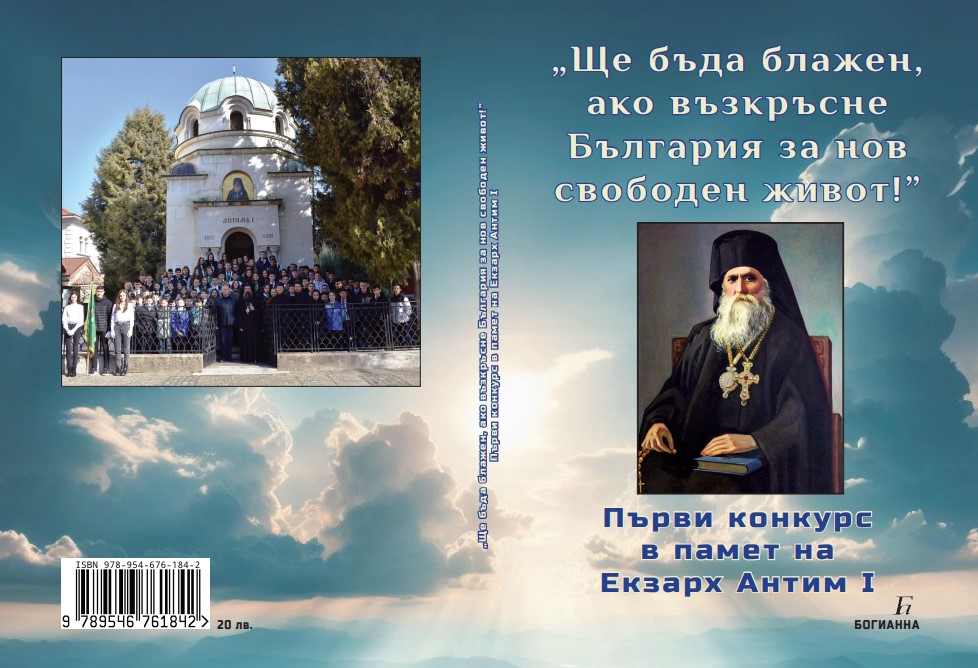 „Ще бъда блажен,
ако възкръсне
България за нов
свободен живот!”
Първи конкурс
в памет на
Екзарх Антим I
БОГИАННА
„Ще бъда блажен, ако възкръсне България за нов свободен живот!”
Първи конкурс в памет на Екзарх Антим I
АНТИМЪ I
ISBN 978-954-676-184-2
9 789546 761842 >
20 лв.